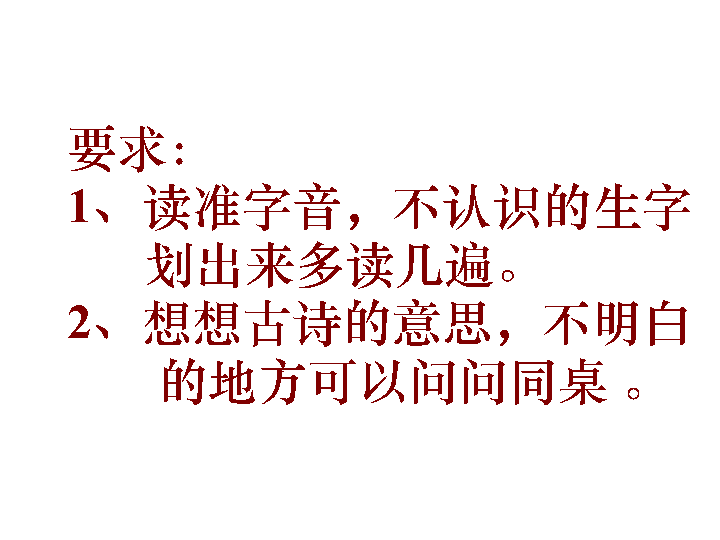 要求：
1、读准字音，不认识的生字
划出来多读几遍。
2、想想古诗的意思，不明白
的地方可以问问同桌 。